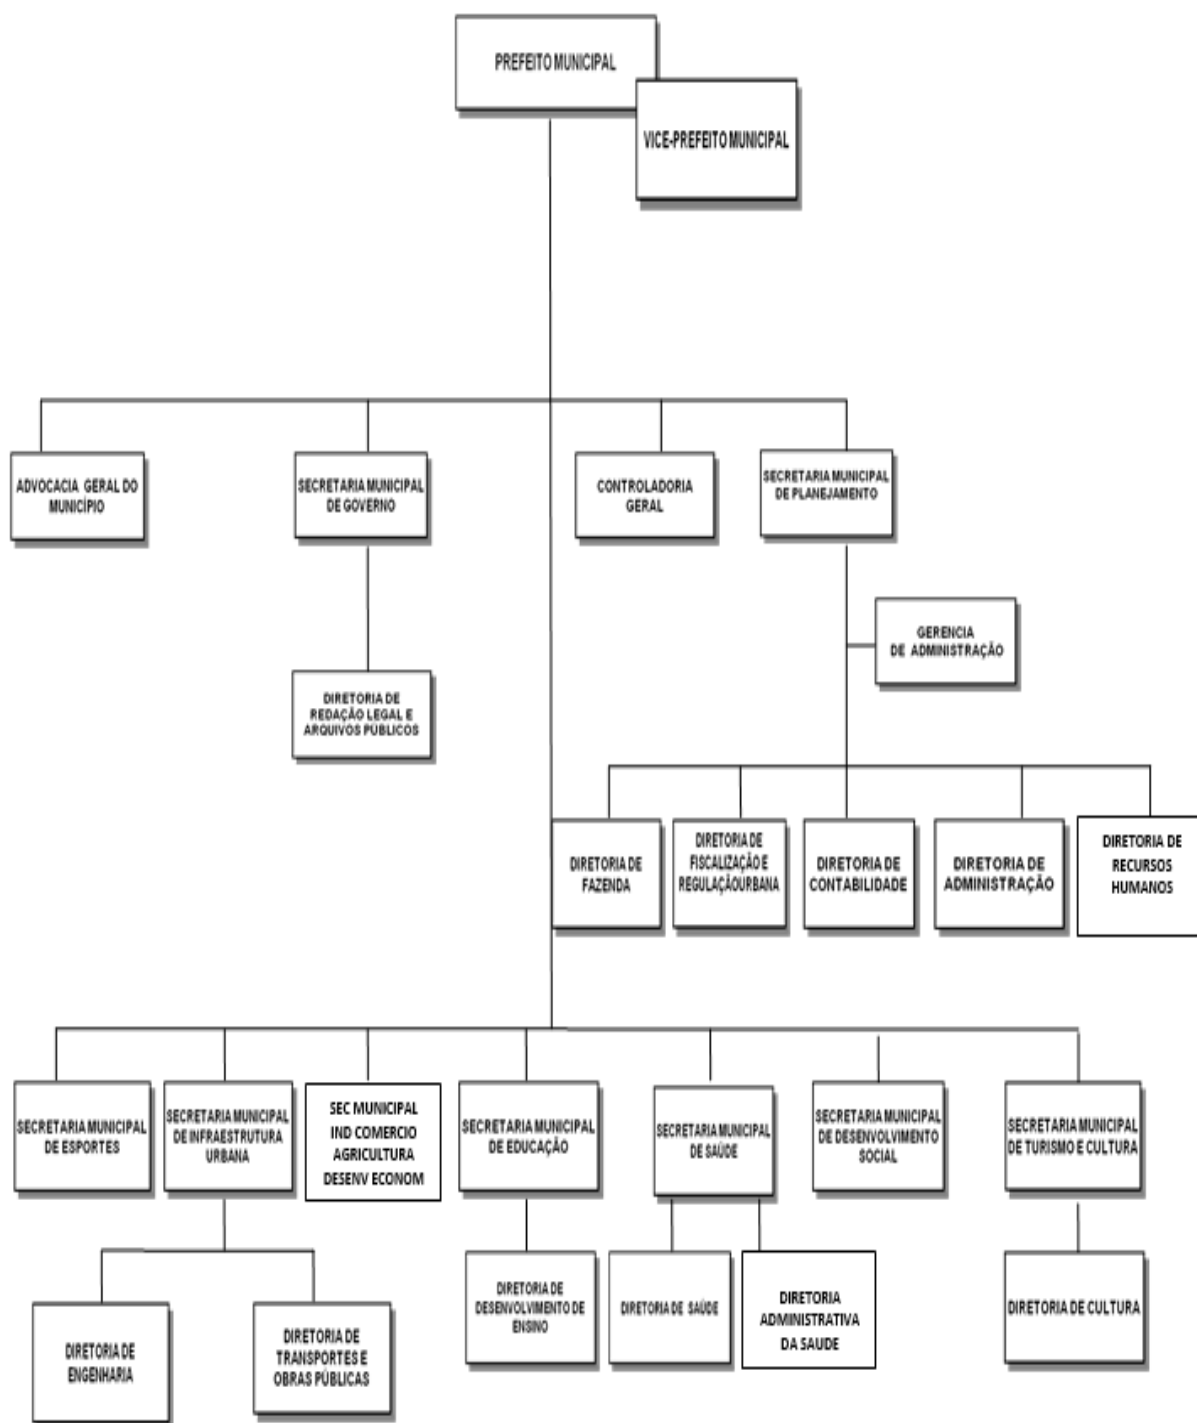 PREFEITO MUNICIPAL
VICE-PREFEITO MUNICIPAL
ADVOCACIA GERAL DO
MUNICÍPIO
SECRETARIA MUNICIPAL
DE GOVERNO
CONTROLADORIA
GERAL
SECRETARIA MUNICIPAL
DE PLANEJAMENTO
GERENCIA
DE ADMINISTRAÇÃO
DIRETORIA DE
REDAÇÃO LEGAL E
ARQUIVOS PÚBLICOS
DIRETORIA DE
FAZENDA
DIRETORIA DE
FISCALIZAÇÃO E
REGULAÇÃOURBANA
DIRETORIA DE
CONTABILIDADE
DIRETORIA DE
ADMINISTRAÇÃO
DIRETORIA DE
RECURSOS
HUMANOS
SECRETARIA MUNICIPAL
DE ESPORTES
SECRETARIA MUNICIPAL
DE INFRAESTRUTURA
URBANA
SEC MUNICIPAL
IND COMERCIO
AGRICULTURA
DESENV ECONOM
SECRETARIA MUNICIPAL
DE EDUCAÇÃO
SECRETARIA MUNICIPAL
DE SAÚDE
SECRETARIA MUNICIPAL
DE DESENVOLVIMENTO
SOCIAL
SECRETARIA MUNICIPAL
DE TURISMO E CULTURA
DIRETORIA DE
ENGENHARIA
DIRETORIA DE
TRANSPORTES E
OBRAS PÚBLICAS
DIRETORIA DE
DESENVOLVIMENTO DE
ENSINO
DIRETORIA DE SAÚDE
DIRETORIA
ADMINISTRATIVA
DA SAUDE
DIRETORIA DE CULTURA